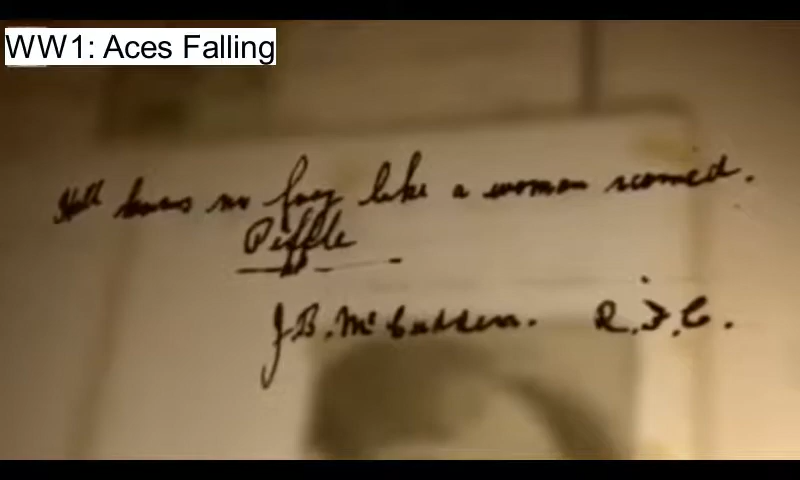 WW1: Aces Falling
Hell knows no fury like a woman scorned.
Piffle
J.B. McCudden. R.F.C.